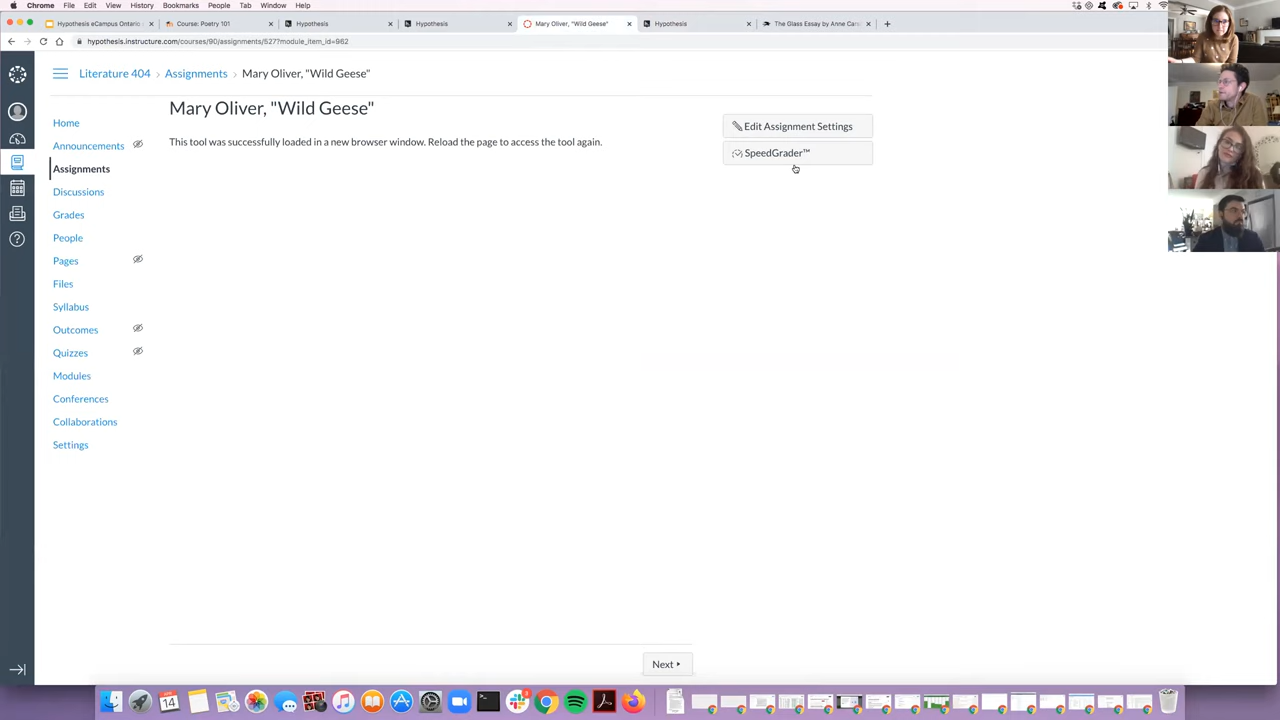 Chrome File Edit View History Bookmarks People Tab Window Help
Hypothesis eCampus Ontario
Course: Poetry 101
Hypothesis
Hypothesis
Mary Oliver, "Wild Geese"
Hypothesis
The Glass Essay by Anne Cars
hypothesis.instructure.com/courses/90/assignments/527?module_item_id=962
Literature 404 › Assignments › Mary Oliver, "Wild Geese"
Mary Oliver, "Wild Geese"
This tool was successfully loaded in a new browser window. Reload the page to access the tool again.
Edit Assignment Settings
SpeedGrader™
Home
Announcements
Assignments
Discussions
Grades
People
Pages
Files
Syllabus
Outcomes
Quizzes
Modules
Conferences
Collaborations
Settings
Next
14